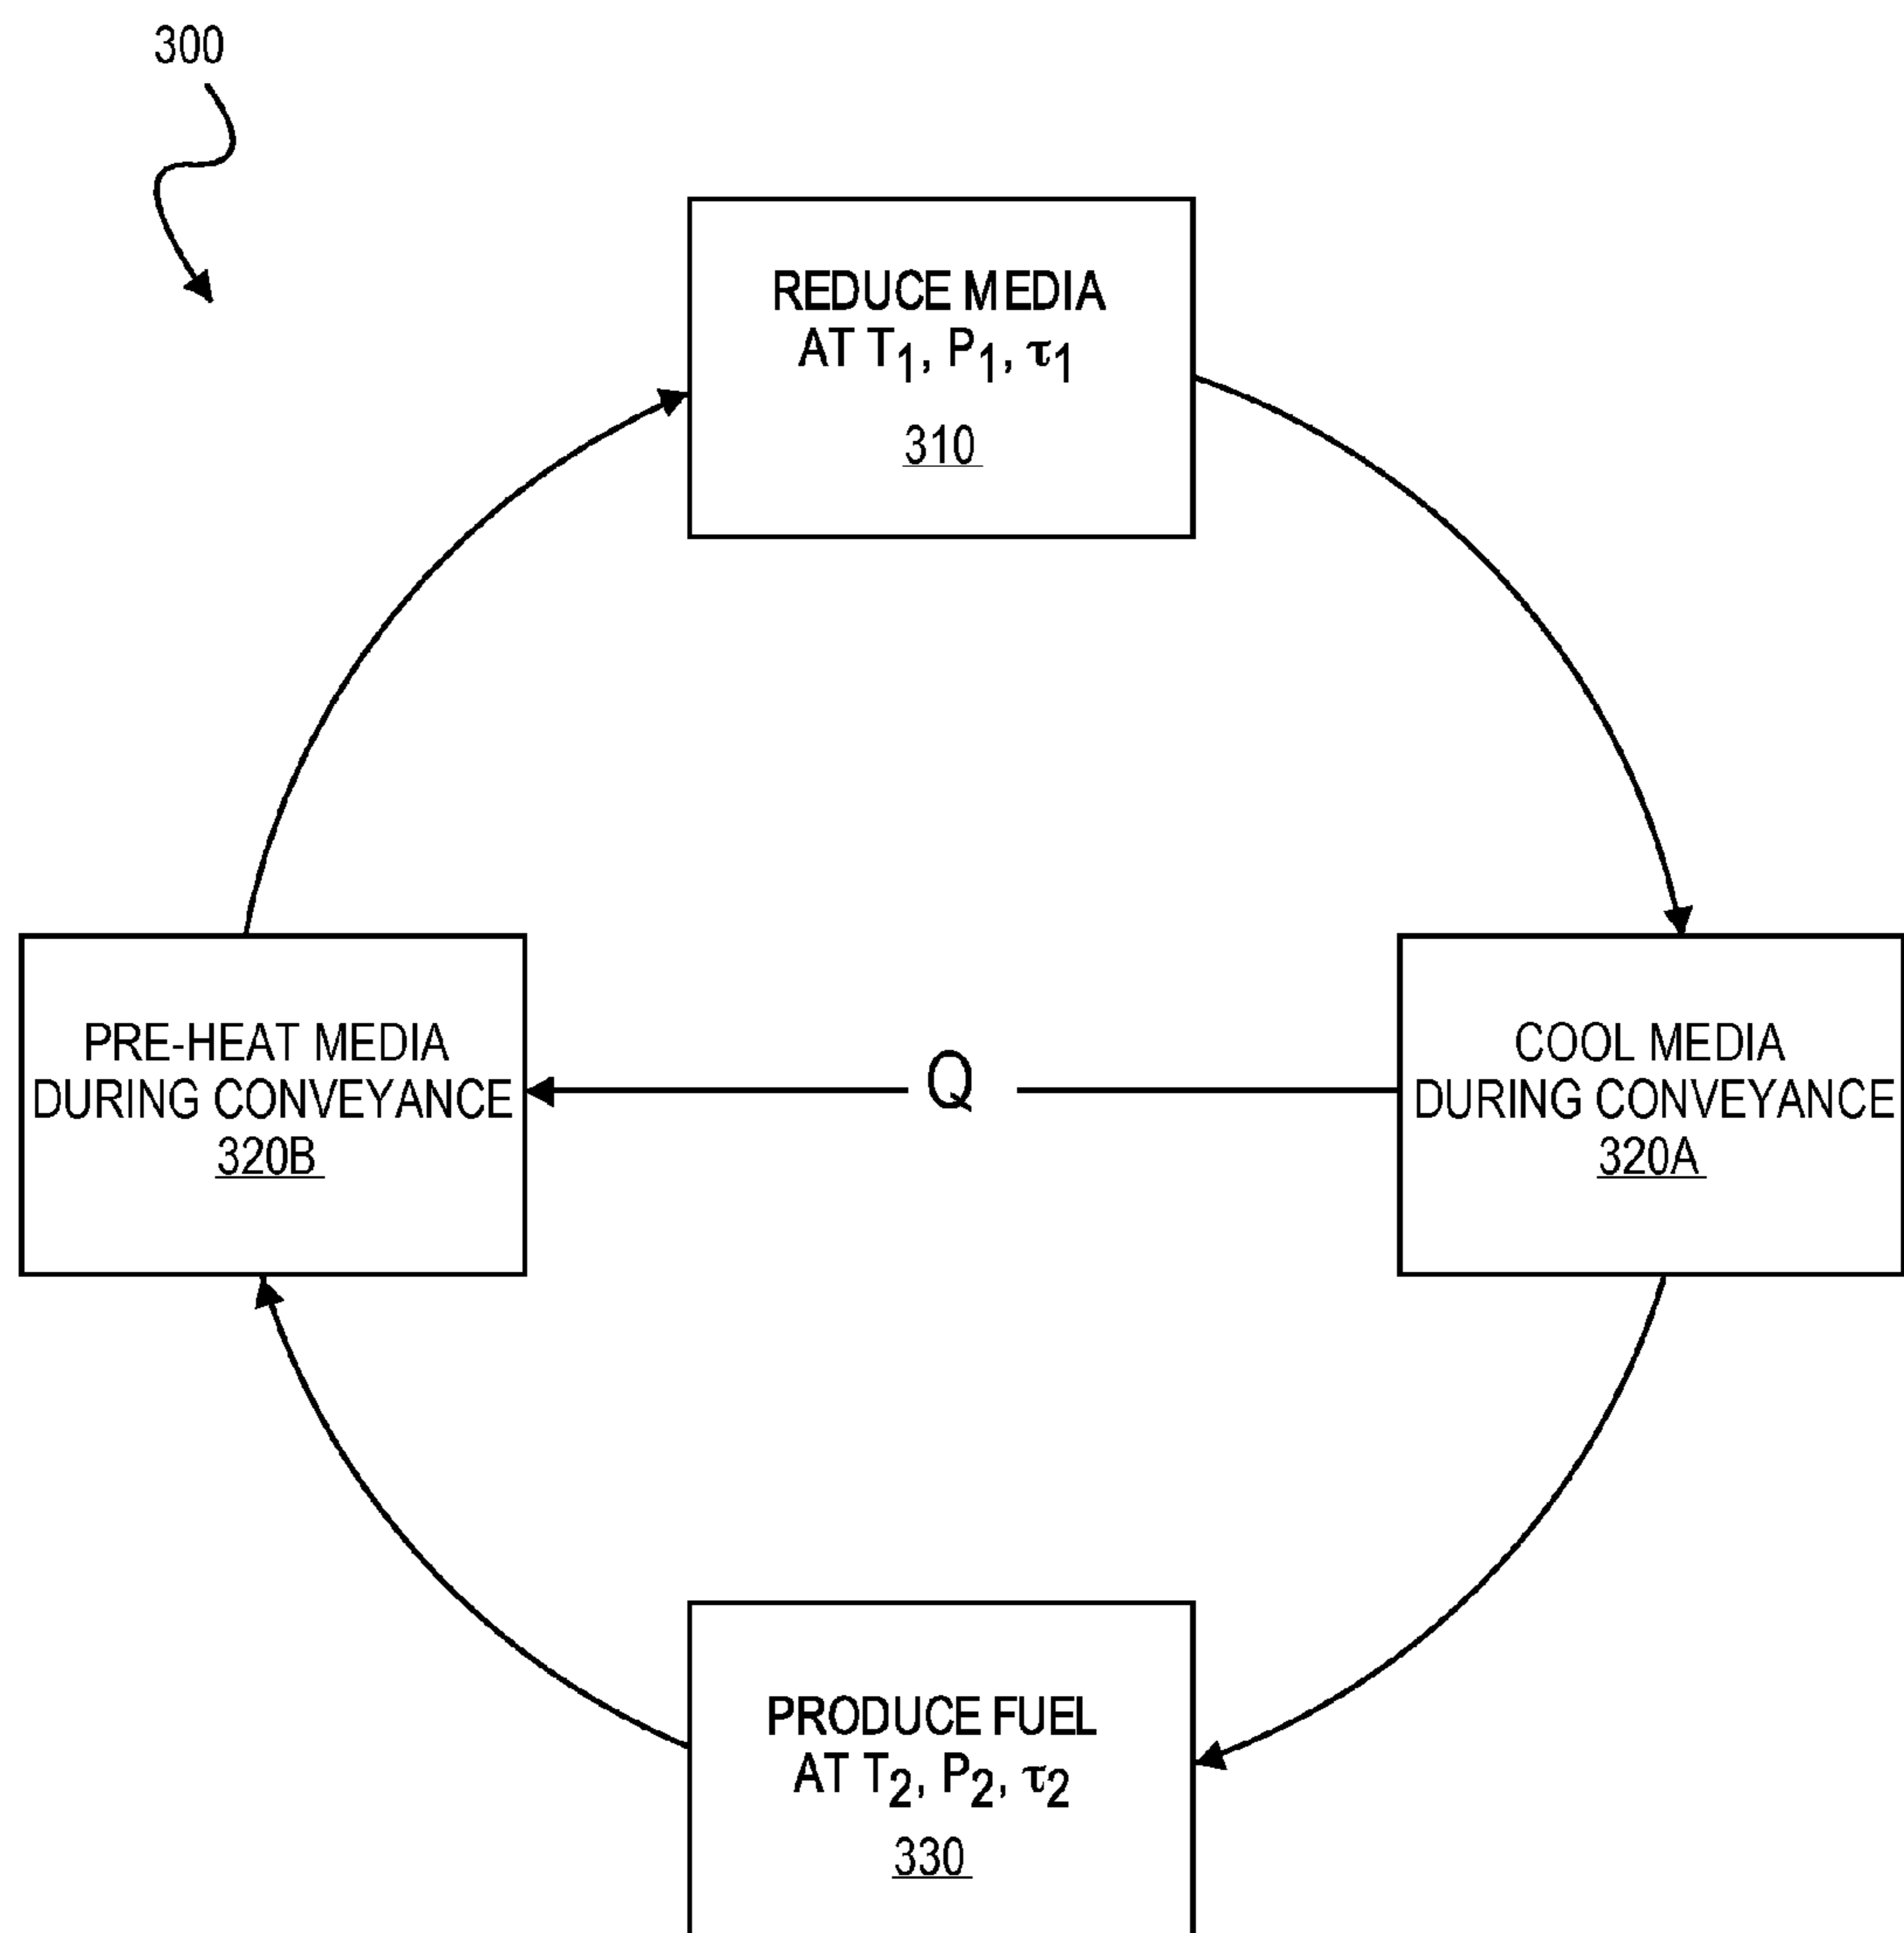 300
REDUCE MEDIA
AT T₁, P₁, τ₁
310
PRE-HEAT MEDIA
DURING CONVEYANCE
320B
Q
COOL MEDIA
DURING CONVEYANCE
320A
PRODUCE FUEL
AT T₂, P₂, τ₂
330